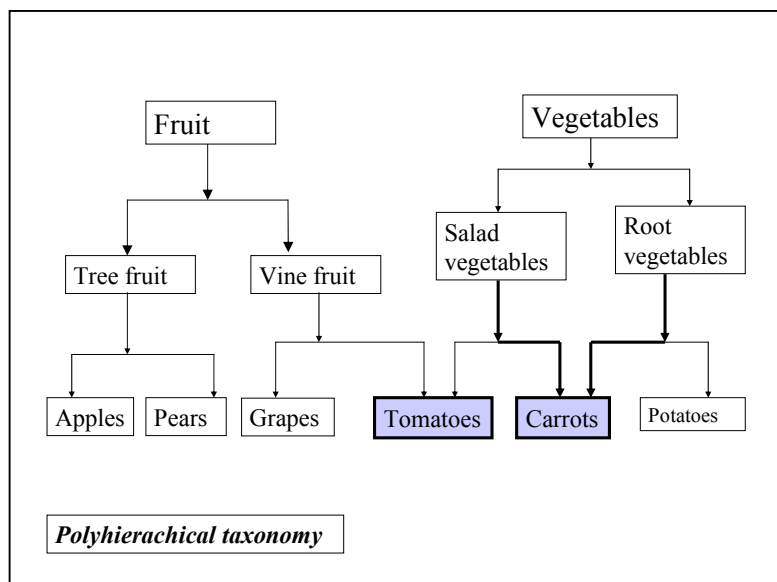 Fruit
Vegetables
Salad
vegetables
Root
vegetables
Tree fruit
Vine fruit
Apples
Pears
Grapes
Tomatoes
Carrots
Potatoes
Polyhierachical taxonomy